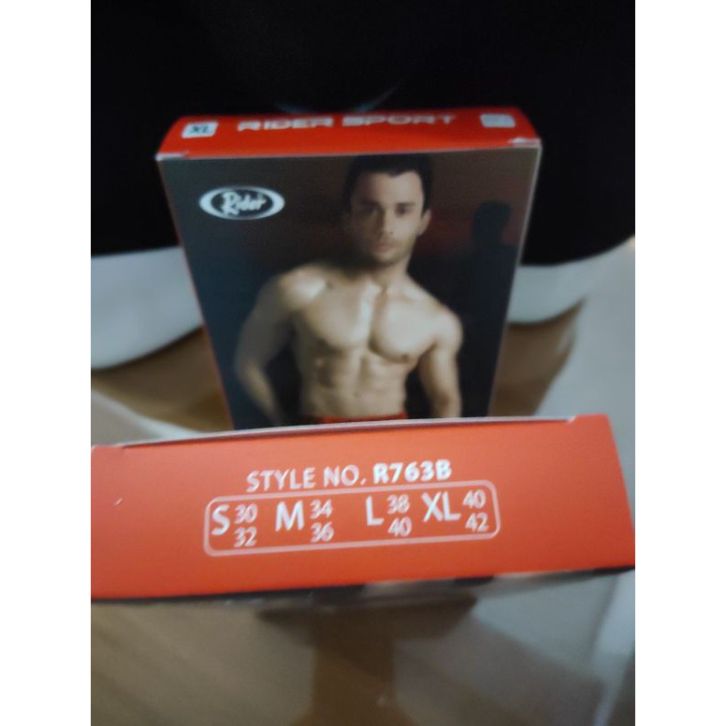 XL RIDER SPORT
Rider
STYLE NO. R763B
S 30 M 34 L 38 XL 40
32 36 40 42